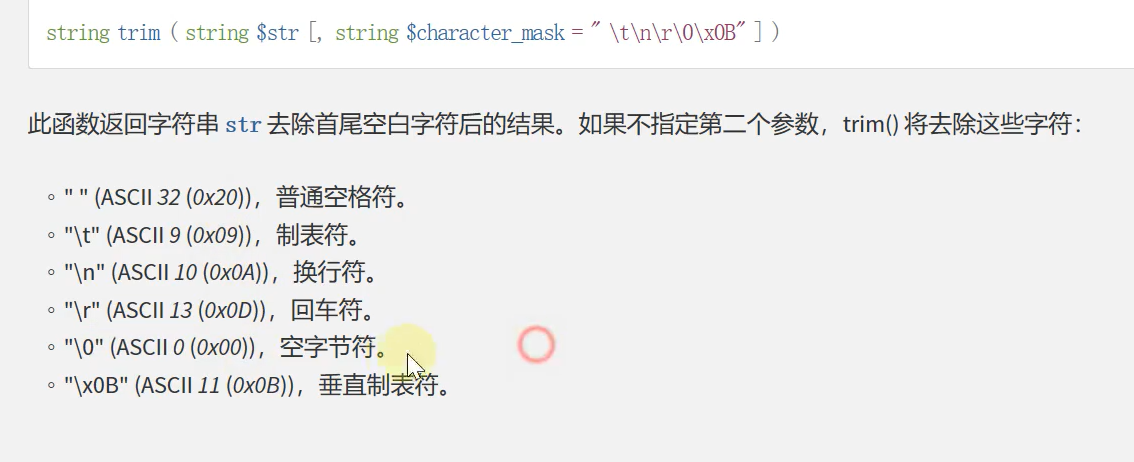 string trim ( string $str [, string $character_mask = " \t\n\r\0\x0B" ] )
此函数返回字符串 str 去除首尾空白字符后的结果。如果不指定第二个参数，trim() 将去除这些字符：
◦ " " (ASCII 32 (0x20))，普通空格符。
◦ "\t" (ASCII 9 (0x09))，制表符。
◦ "\n" (ASCII 10 (0x0A))，换行符。
◦ "\r" (ASCII 13 (0x0D))，回车符。
◦ "\0" (ASCII 0 (0x00))，空字节符。
◦ "\x0B" (ASCII 11 (0x0B))，垂直制表符。